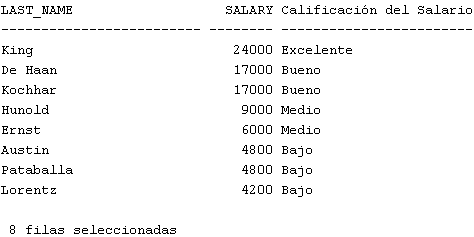 LAST_NAME SALARY Calificación del Salario
------------------------ -------- ------------------------
King 24000 Excelente
De Haan 17000 Bueno
Kochhar 17000 Bueno
Hunold 9000 Medio
Ernst 6000 Medio
Austin 4800 Bajo
Pataballa 4800 Bajo
Lorentz 4200 Bajo
8 filas seleccionadas